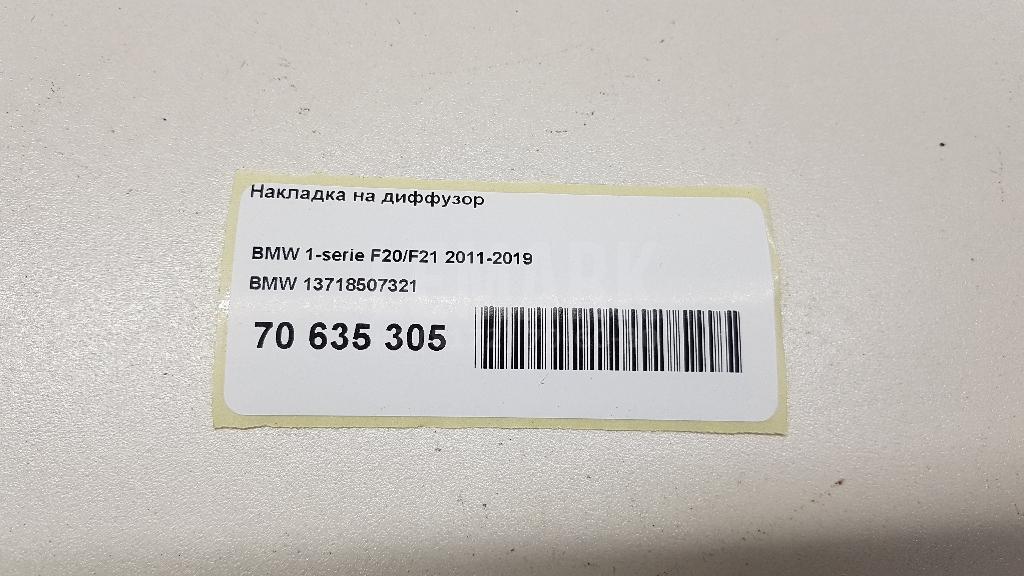 Накладка на диффузор
BMW 1-serie F20/F21 2011-2019
BMW 13718507321
70 635 305